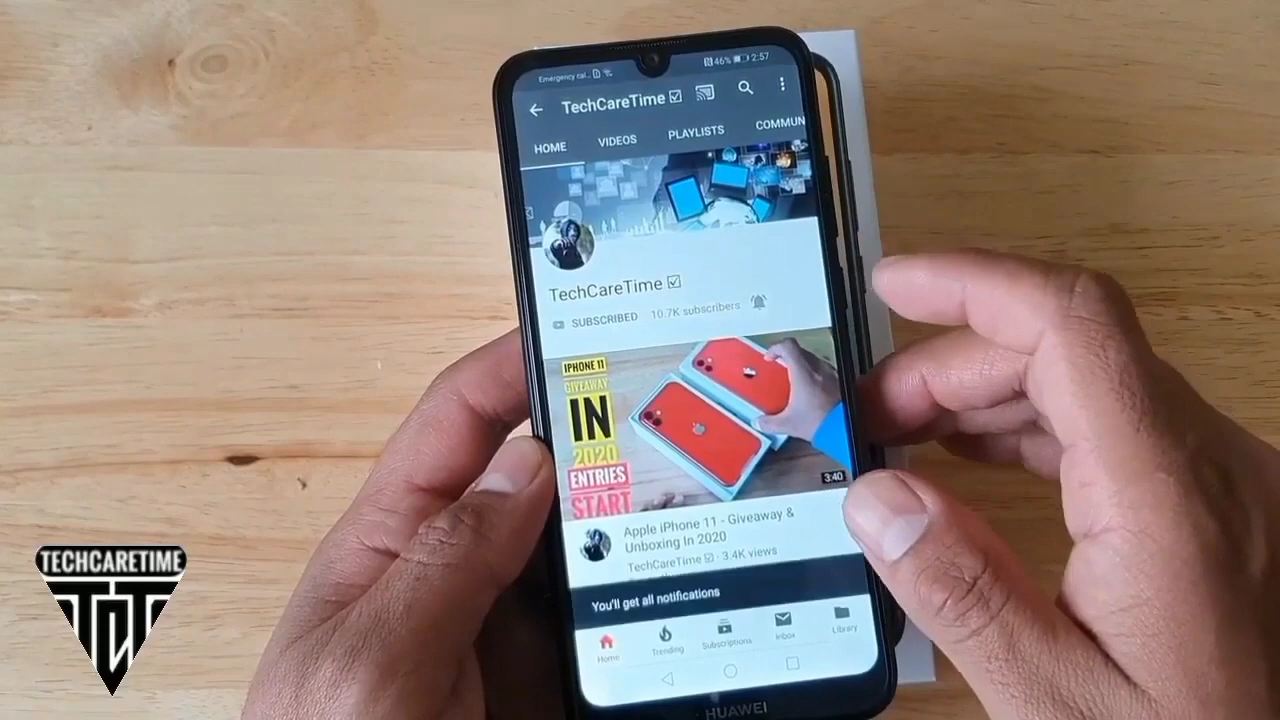 Emergency cal...
46% 2:57
TechCareTime
HOME VIDEOS PLAYLISTS COMMUN
TechCareTime
SUBSCRIBED 10.7K subscribers
IPHONE 11
GIVEAWAY
IN
2020
ENTRIES
START
3:40
Apple iPhone 11 - Giveaway &
Unboxing In 2020
TechCareTime · 3.4K views
You'll get all notifications
Home Trending Subscriptions Inbox Library
HUAWEI
TECHCARETIME
TCT